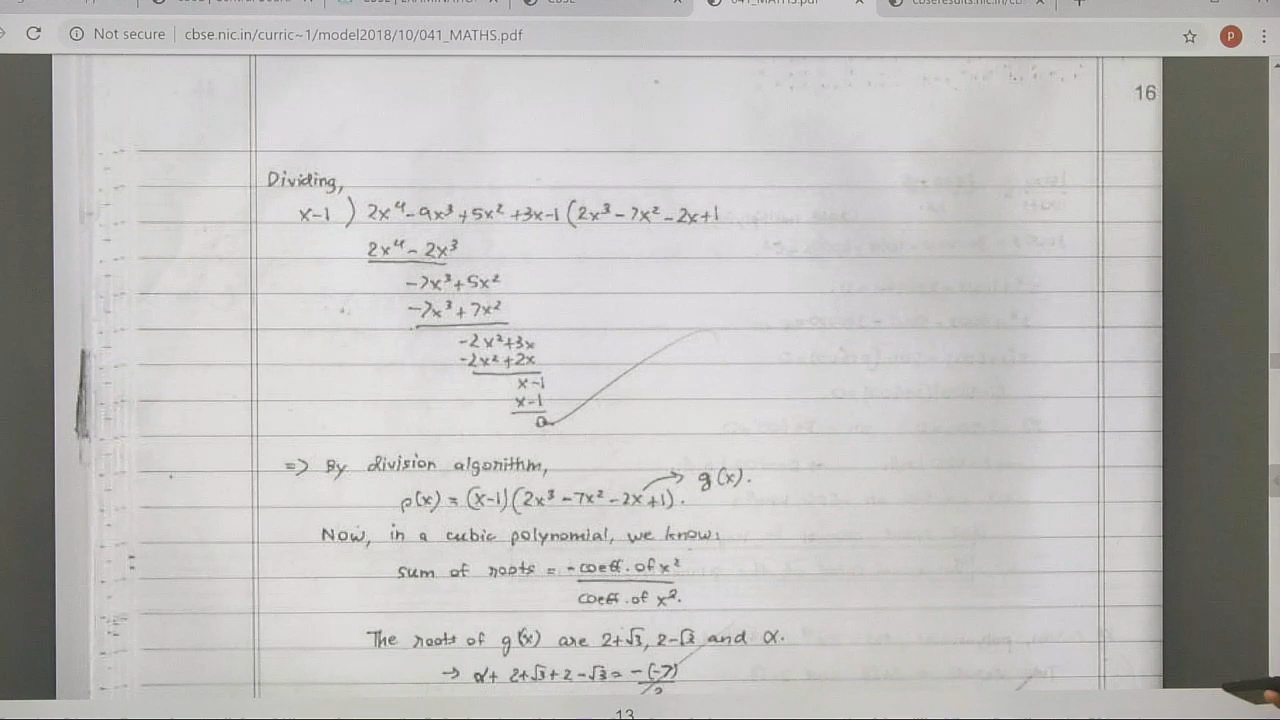 041_MATHS.pdf
Not secure | cbse.nic.in/curric~1/model2018/10/041_MATHS.pdf
P
16
Dividing,
x-1 ) 2x⁴-9x³+5x²+3x-1 ( 2x³-7x²-2x+1
2x⁴-2x³
-7x³+5x²
-7x³+7x²
-2x²+3x
-2x²+2x
x-1
x-1
0
=> By division algorithm,
p(x) = (x-1)(2x³-7x²-2x+1). → g(x).
Now, in a cubic polynomial, we know:
sum of roots = -coeff. of x²
coeff. of x².
The roots of g(x) are 2+√3, 2-√3 and α.
→ α+ 2+√3+2-√3 = -(-7)
13